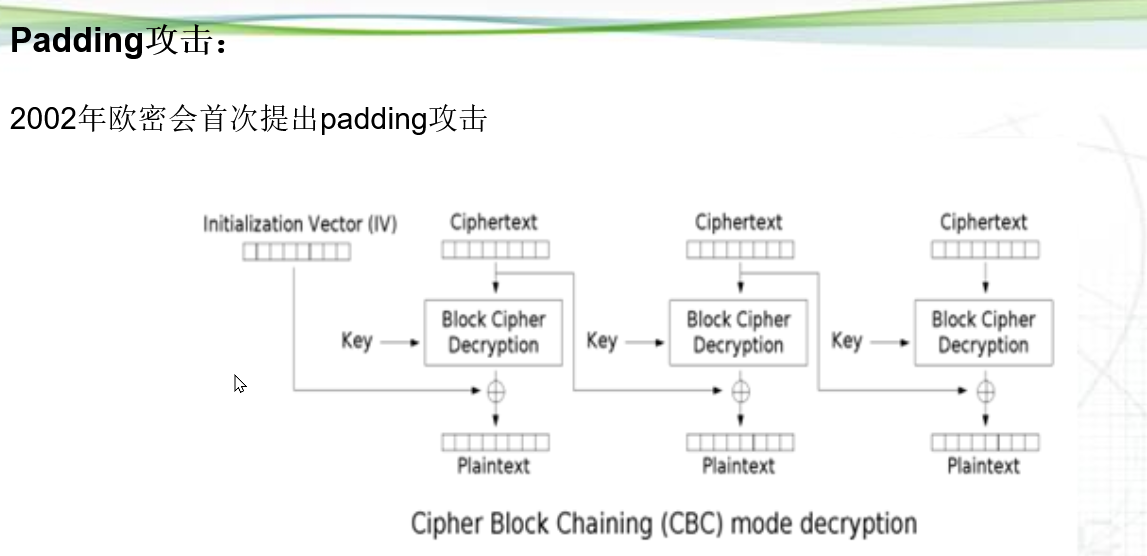 Padding攻击：
2002年欧密会首次提出padding攻击
Initialization Vector (IV)
Ciphertext
Ciphertext
Ciphertext
Key
Block Cipher
Decryption
Key
Block Cipher
Decryption
Key
Block Cipher
Decryption
Plaintext
Plaintext
Plaintext
Cipher Block Chaining (CBC) mode decryption